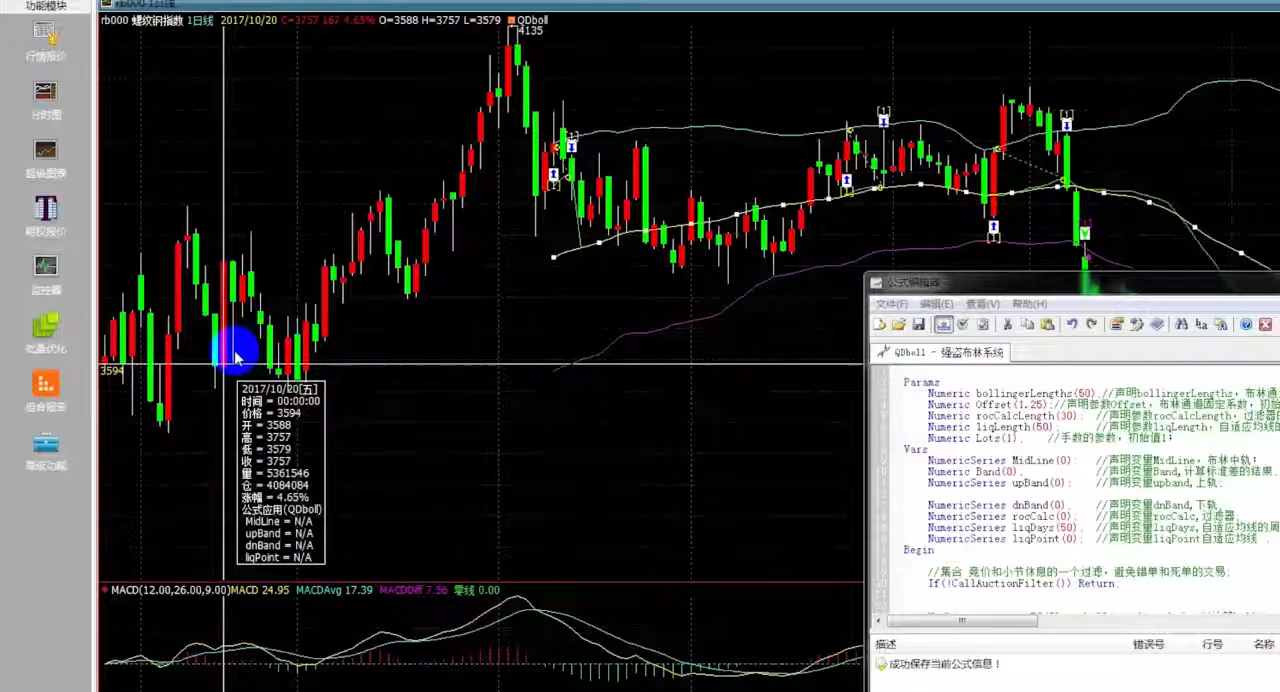 功能模块
rb000 1日线
行情报价
分时图
超级图表
期权报价
监控器
批量优化
组合报告
高级功能
rb000 螺纹钢指数 1日线 2017/10/20 C=3757 167 4.65% O=3588 H=3757 L=3579 QDboll
4135
3594
2017/10/20[五]
时间 = 00:00:00
价格 = 3594
开 = 3588
高 = 3757
低 = 3579
收 = 3757
量 = 5361546
仓 = 4084084
涨幅 = 4.65%
公式应用(QDboll)
MidLine = N/A
upBand = N/A
dnBand = N/A
liqPoint = N/A
MACD(12.00,26.00,9.00) MACD 24.95 MACDAvg 17.39 MACDDiff 7.56 零线 0.00
公式编辑器
文件(F) 编辑(E) 查看(V) 帮助(H)
QDboll - 强盗布林系统
Params
Numeric bollingerLengths(50);//声明bollingerLengths, 布林通
Numeric Offset(1.25);//声明参数Offset, 布林通道固定系数, 初始
Numeric rocCalcLength(30); //声明参数rocCalcLength, 过滤器的
Numeric liqLength(50); //声明参数liqLength, 自适应均线的
Numeric Lots(1); //手数的参数, 初始值1;
Vars
NumericSeries MidLine(0); //声明变量MidLine, 布林中轨;
Numeric Band(0); //声明变量Band,计算标准差的结果.
NumericSeries upBand(0); //声明变量upband,上轨;
NumericSeries dnBand(0); //声明变量dnBand,下轨
NumericSeries rocCalc(0); //声明变量rocCalc,过滤器
NumericSeries liqDays(50); //声明变量liqDays,自适应均线的周
NumericSeries liqPoint(0); //声明变量liqPoint自适应均线 .
Begin
//集合 竞价和小节休息的一个过滤, 避免错单和死单的交易;
If(!CallAuctionFilter()) Return;
描述 错误号 行号 名称
成功保存当前公式信息！